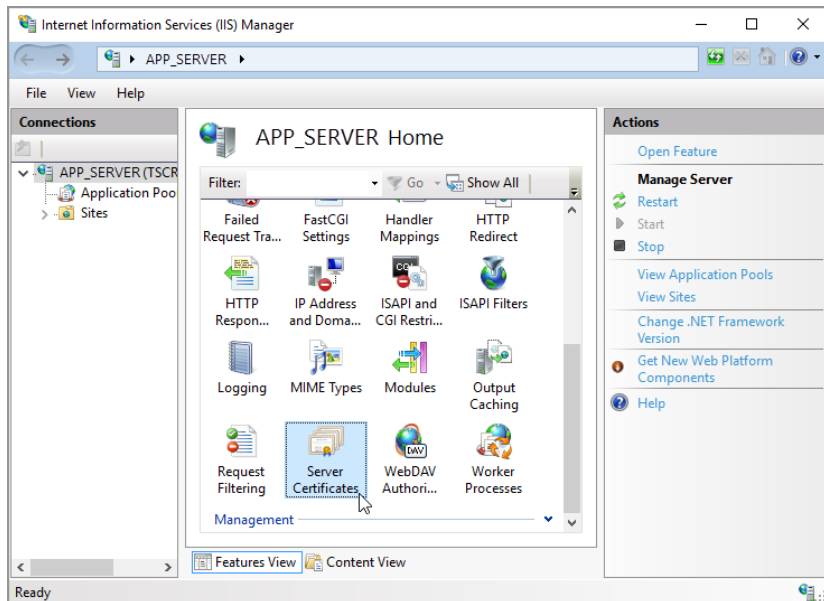 Internet Information Services (IIS) Manager
APP_SERVER
File View Help
Connections
APP_SERVER (TSCR
Application Poo
Sites
APP_SERVER Home
Filter: Go Show All
Failed Request Tra...
FastCGI Settings
Handler Mappings
HTTP Redirect
HTTP Respon...
IP Address and Doma...
ISAPI and CGI Restri...
ISAPI Filters
Logging
MIME Types
Modules
Output Caching
Request Filtering
Server Certificates
WebDAV Authori...
Worker Processes
Management
Features View Content View
Actions
Open Feature
Manage Server
Restart
Start
Stop
View Application Pools
View Sites
Change .NET Framework
Version
Get New Web Platform
Components
Help
Ready